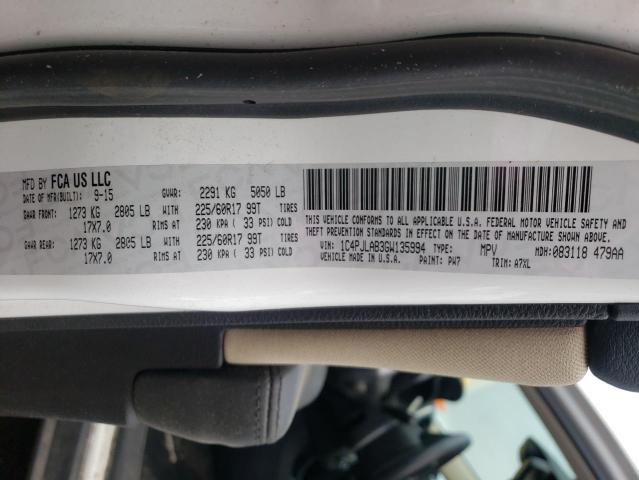 MFD BY FCA US LLC
DATE OF MFR(BUILT): 9-15 GVWR: 2291 KG 5050 LB
GAWR FRONT: 1273 KG 2805 LB WITH 225/60R17 99T TIRES
17X7.0 RIMS AT 230 KPA ( 33 PSI) COLD
GAWR REAR: 1273 KG 2805 LB WITH 225/60R17 99T TIRES
17X7.0 RIMS AT 230 KPA ( 33 PSI) COLD
THIS VEHICLE CONFORMS TO ALL APPLICABLE
U.S.A. FEDERAL MOTOR VEHICLE SAFETY AND
THEFT PREVENTION STANDARDS IN EFFECT ON THE DATE OF MANUFACTURE SHOWN ABOVE.
VIN: 1C4PJLAB3GW135994 TYPE: MPV MDH:083118 479AA
VEHICLE MADE IN U.S.A. PAINT: PW7 TRIM: A7XL